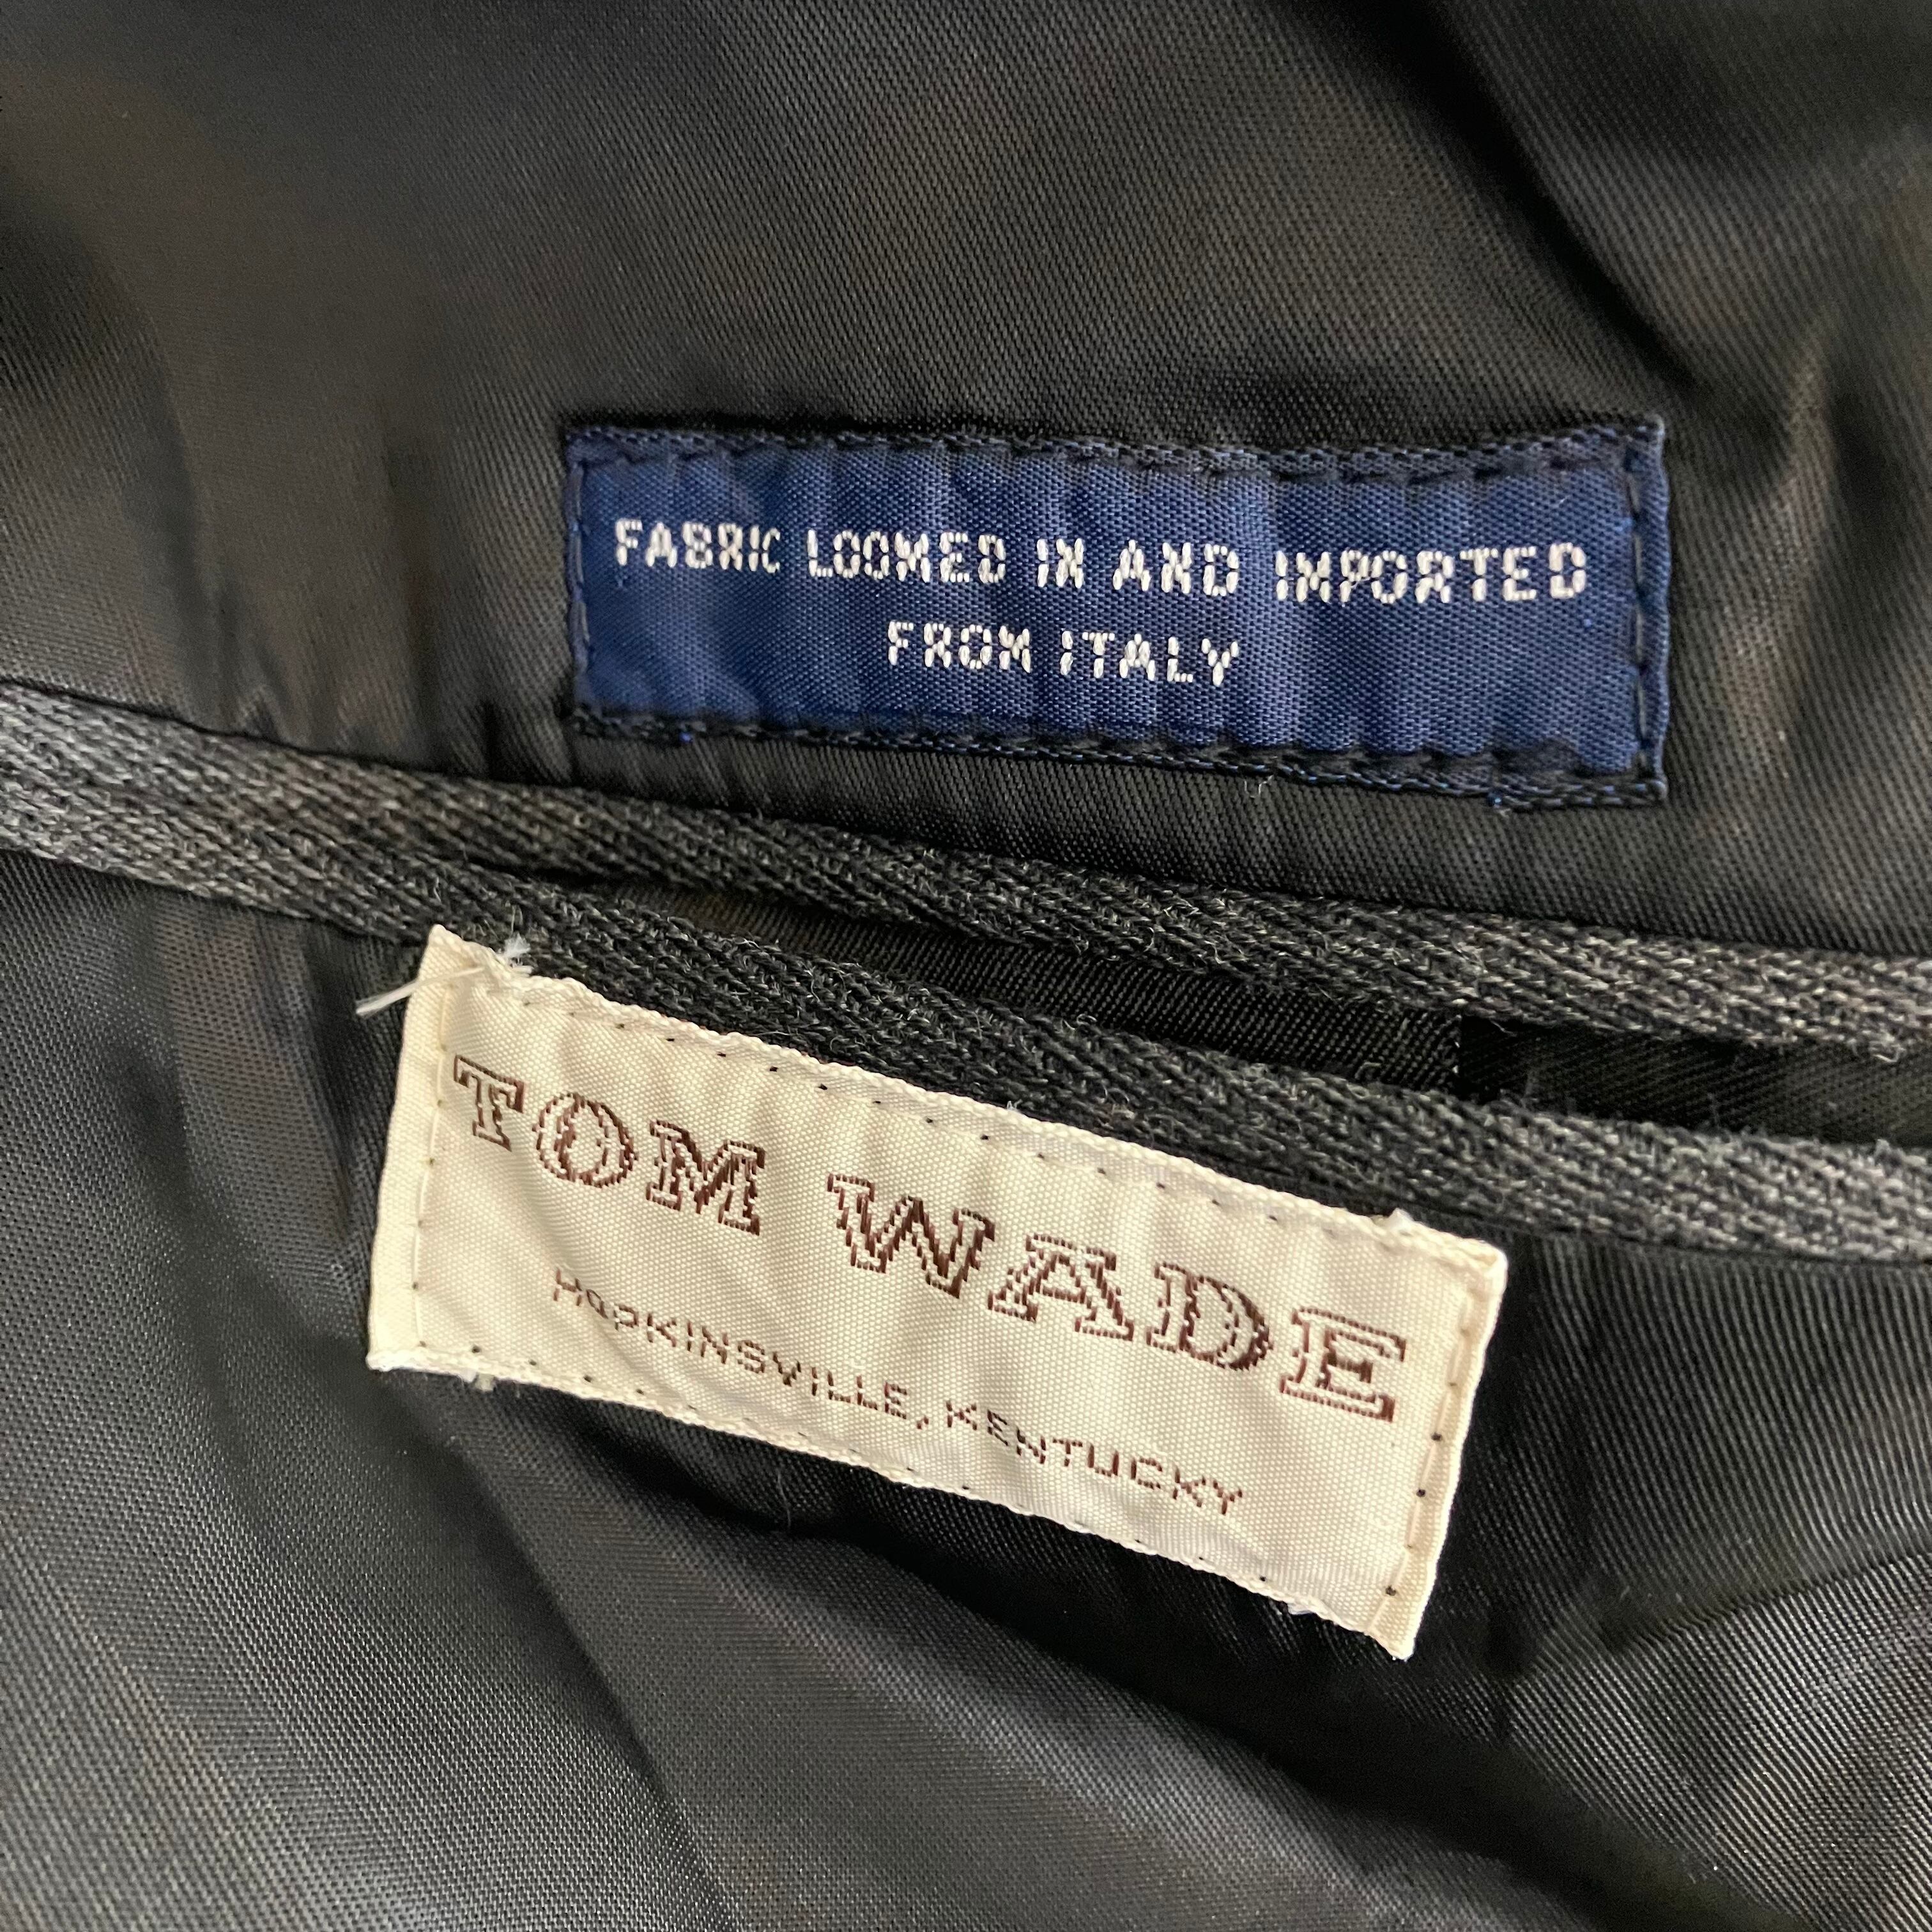 FABRIC LOOMED IN AND IMPORTED
FROM ITALY
TOM WADE
HOPKINSVILLE, KENTUCKY